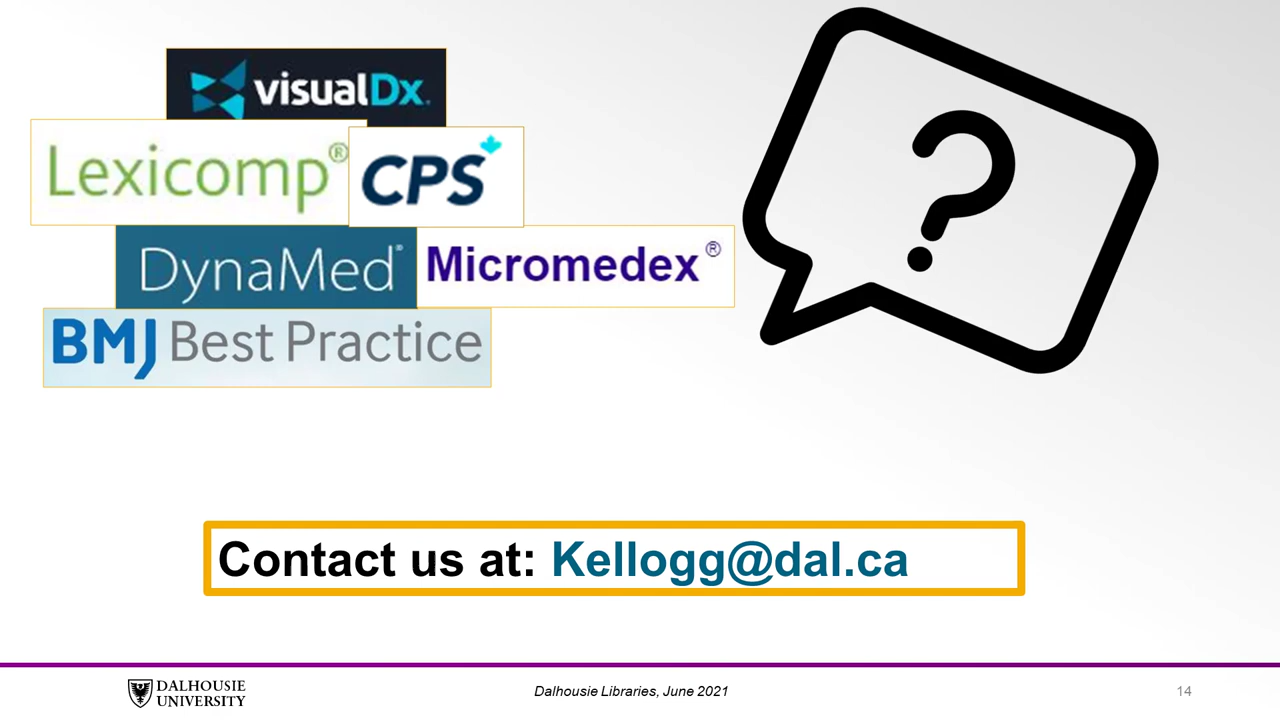 visualDx
Lexicomp®
CPS
DynaMed®
Micromedex®
BMJ Best Practice
?
Contact us at: Kellogg@dal.ca
DALHOUSIE
UNIVERSITY
Dalhousie Libraries, June 2021
14